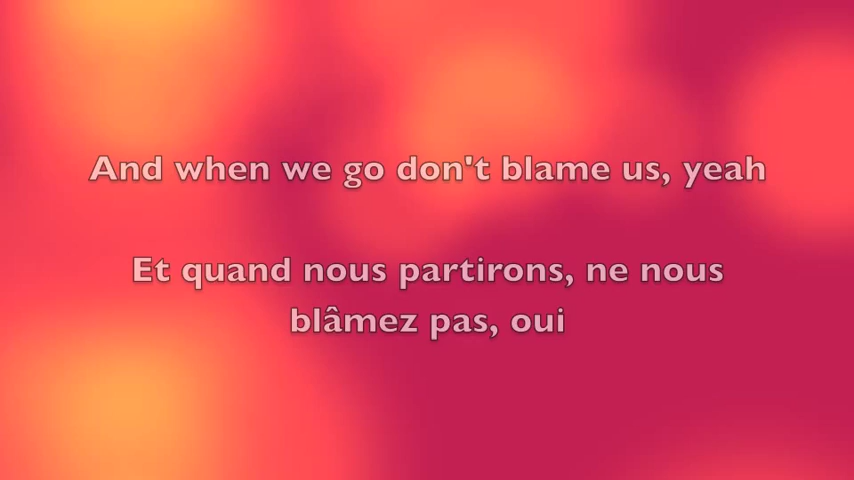 And when we go don't blame us, yeah
Et quand nous partirons, ne nous
blâmez pas, oui